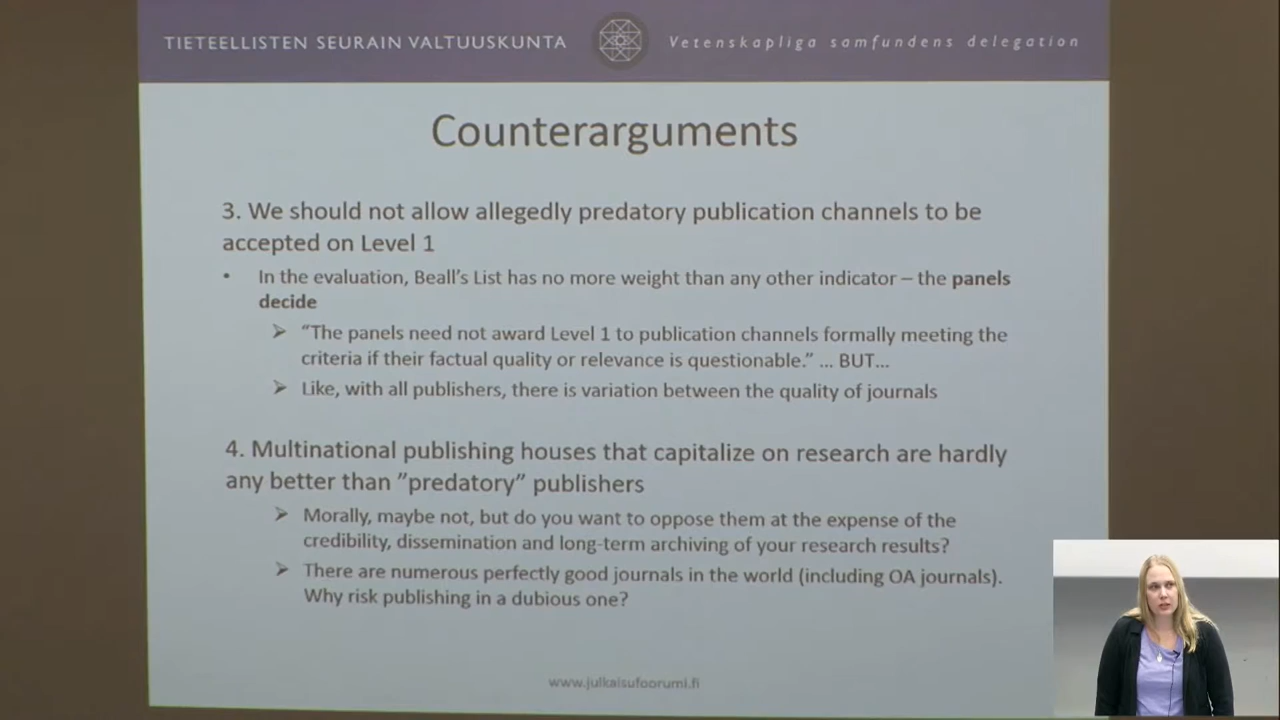 TIETEELLISTEN SEURAIN VALTUUSKUNTA Vetenskapliga samfundens delegation
Counterarguments
3. We should not allow allegedly predatory publication channels to be
accepted on Level 1
• In the evaluation, Beall's List has no more weight than any other indicator – the panels
decide
➢ "The panels need not award Level 1 to publication channels formally meeting the
criteria if their factual quality or relevance is questionable." ... BUT...
➢ Like, with all publishers, there is variation between the quality of journals
4. Multinational publishing houses that capitalize on research are hardly
any better than "predatory" publishers
➢ Morally, maybe not, but do you want to oppose them at the expense of the
credibility, dissemination and long-term archiving of your research results?
➢ There are numerous perfectly good journals in the world (including OA journals).
Why risk publishing in a dubious one?
www.julkaisufoorumi.fi